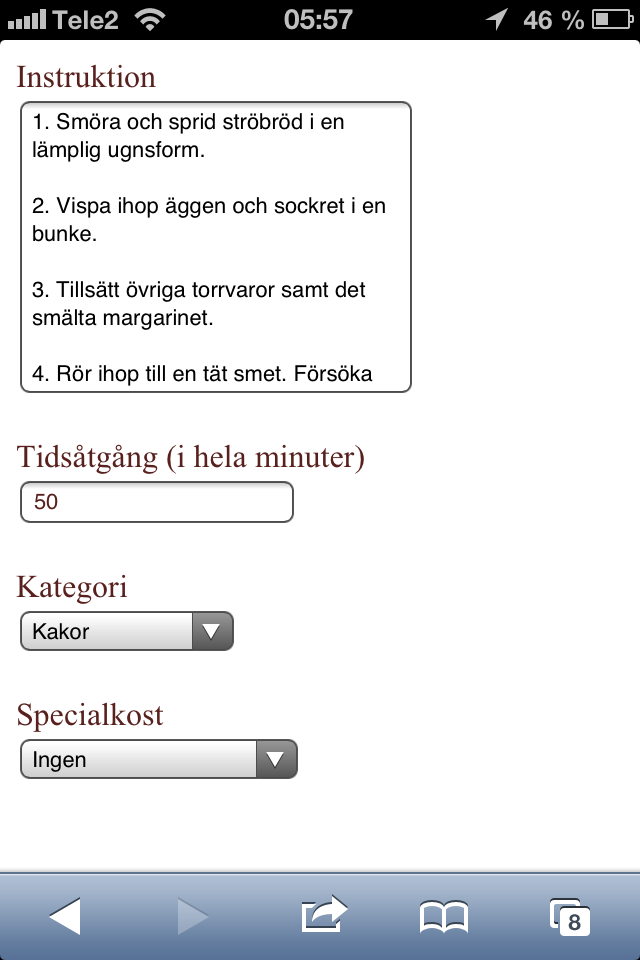 Tele2 05:57 46 %
Instruktion
1. Smöra och sprid ströbröd i en
lämplig ugnsform.
2. Vispa ihop äggen och sockret i en
bunke.
3. Tillsätt övriga torrvaror samt det
smälta margarinet.
4. Rör ihop till en tät smet. Försöka
Tidsåtgång (i hela minuter)
50
Kategori
Kakor
Specialkost
Ingen
8